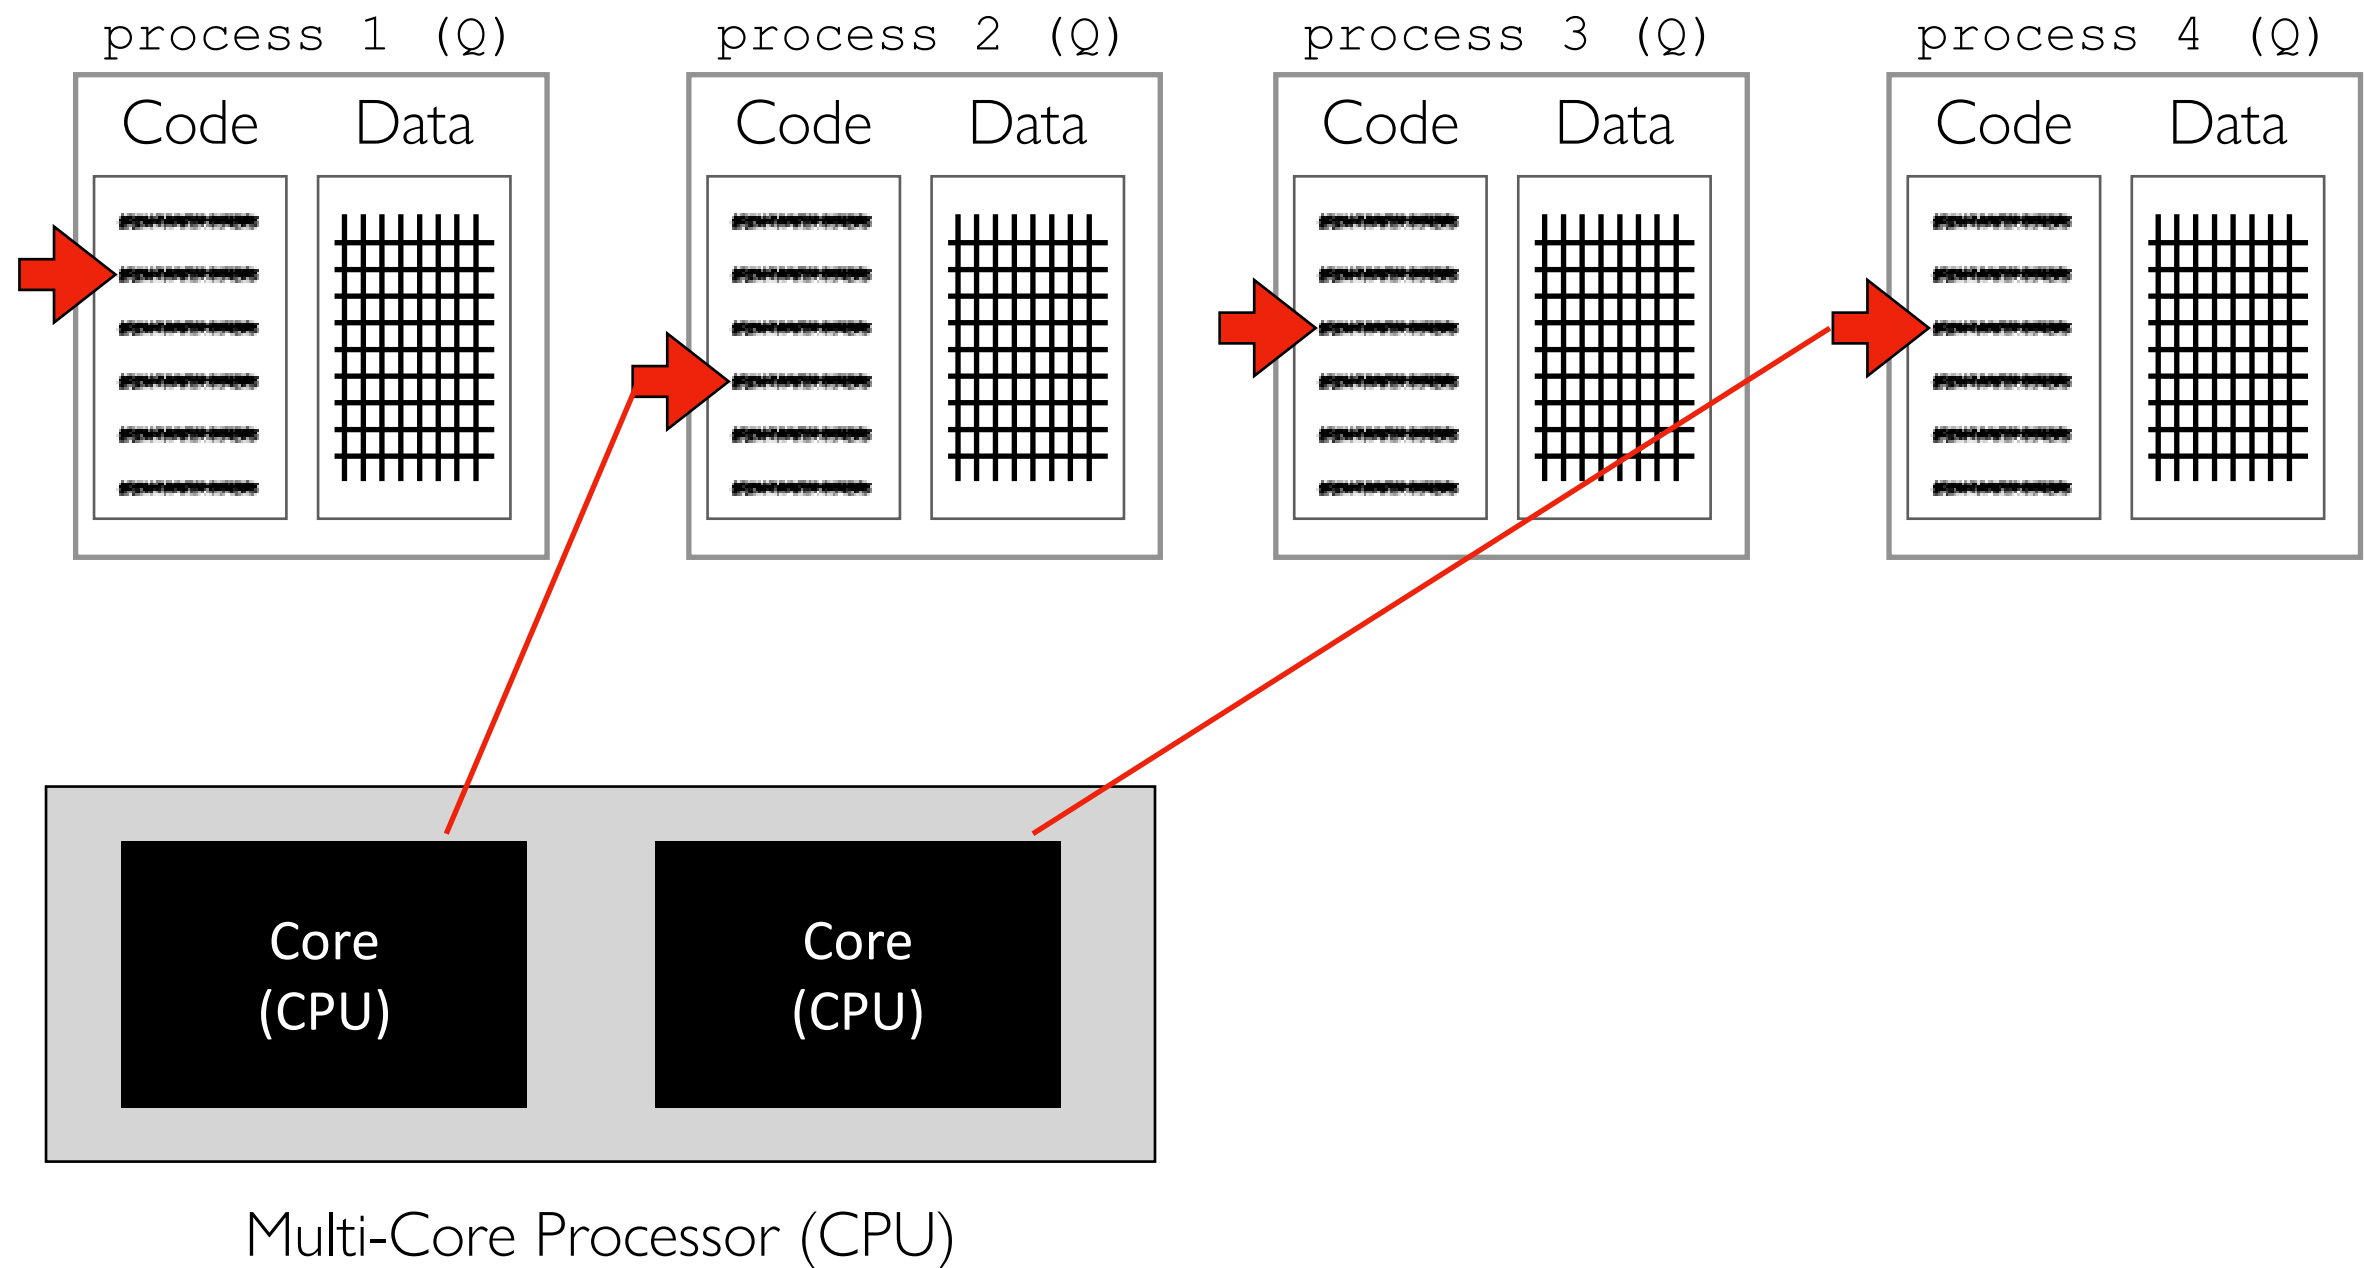 process 1 (Q)
process 2 (Q)
process 3 (Q)
process 4 (Q)
Code
Data
Code
Data
Code
Data
Code
Data
Core
(CPU)
Core
(CPU)
Multi-Core Processor (CPU)